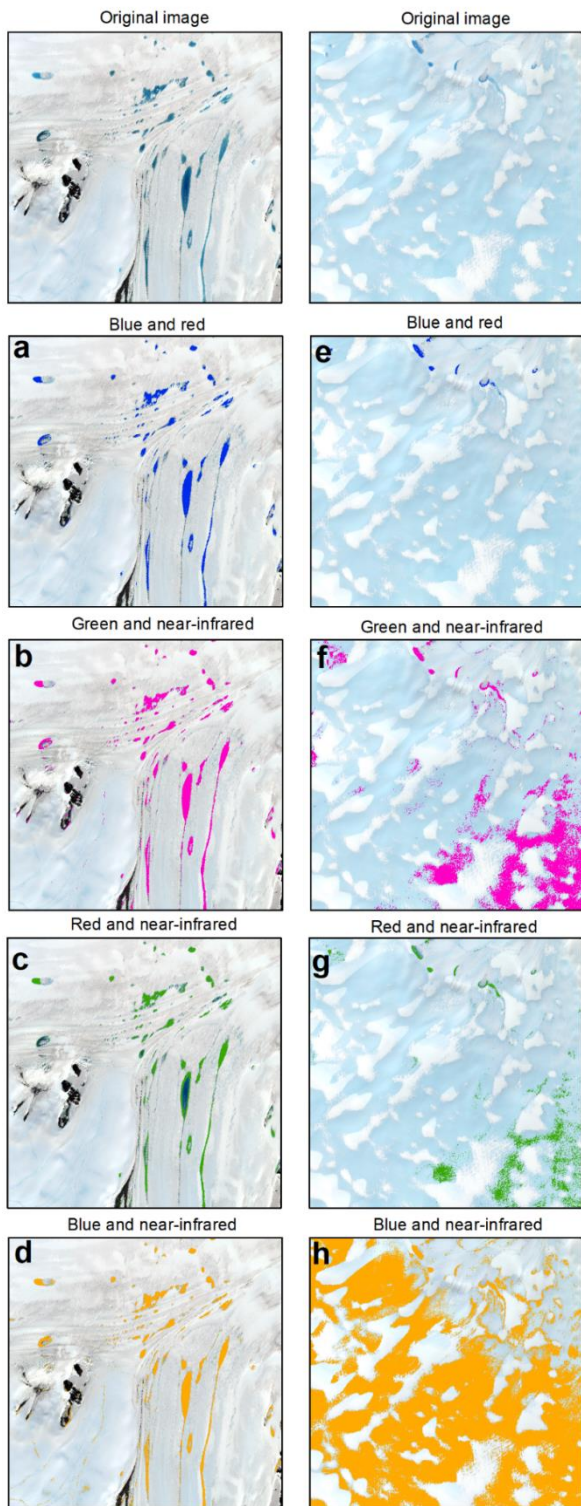 Original image
Original image
Blue and red
Blue and red
a
e
Green and near-infrared
Green and near-infrared
b
f
Red and near-infrared
Red and near-infrared
c
g
Blue and near-infrared
Blue and near-infrared
d
h